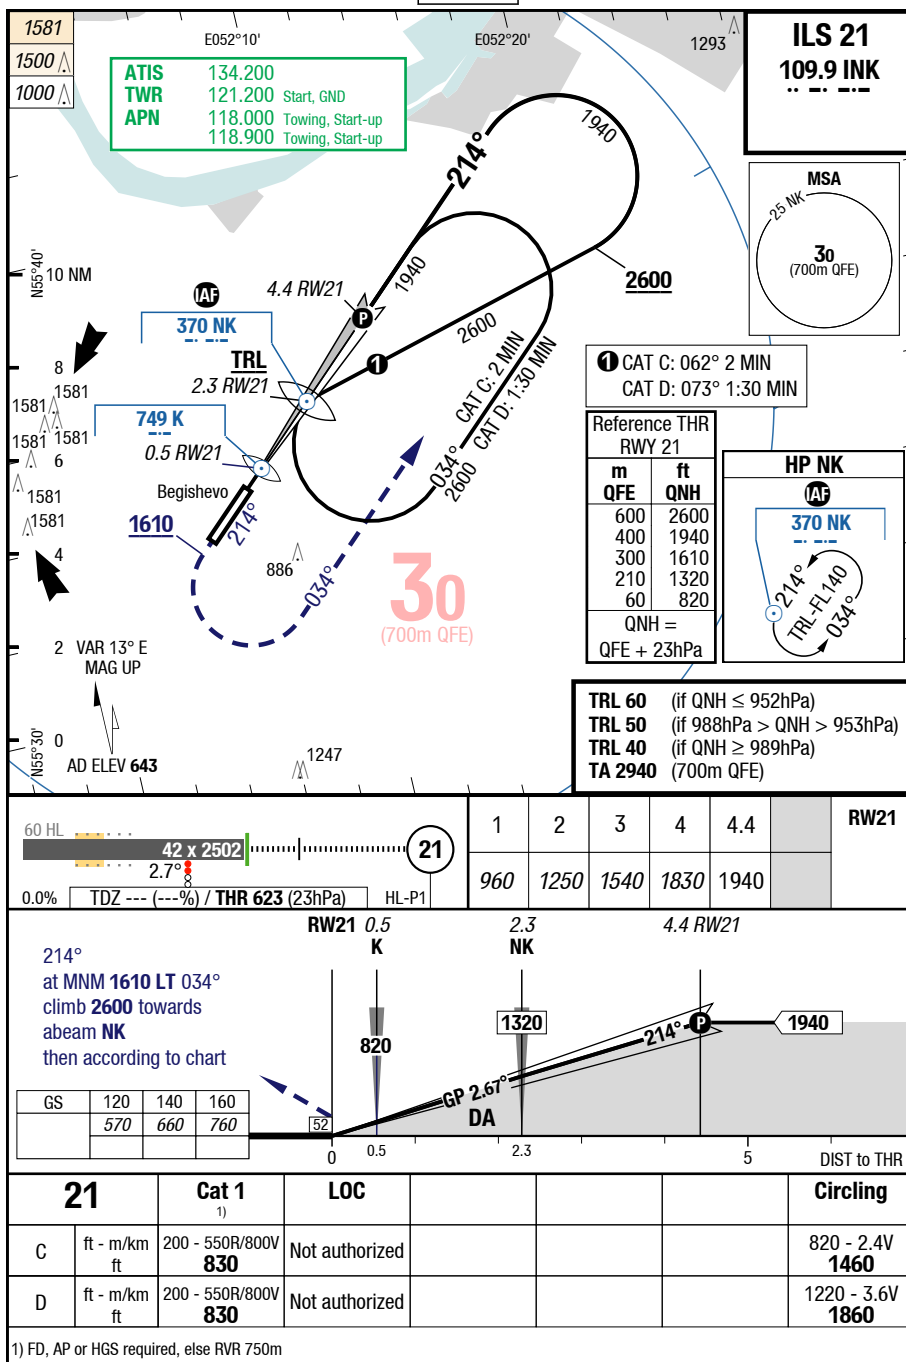 1581
1500
1000
E052°10'
E052°20'
1293
ILS 21
109.9 INK
ATIS 134.200
TWR 121.200 Start, GND
APN 118.000 Towing, Start-up
118.900 Towing, Start-up
MSA
25 NK
30
(700m QFE)
214°
1940
1940
2600
2600
N55°40'
10 NM
8
6
4
2
0
N55°30'
IAF
370 NK
4.4 RW21
P
TRL
2.3 RW21
1
749 K
0.5 RW21
CAT C: 2 MIN
CAT D: 1:30 MIN
034°
2600
Begishevo
1610
214°
034°
886
1581
1581
1581
1581
1581
1581
1581
30
(700m QFE)
1 CAT C: 062° 2 MIN
CAT D: 073° 1:30 MIN
Reference THR
RWY 21
m ft
QFE QNH
600 2600
400 1940
300 1610
210 1320
60 820
QNH =
QFE + 23hPa
HP NK
IAF
370 NK
214°
TRL-FL140
034°
VAR 13° E
MAG UP
AD ELEV 643
1247
TRL 60 (if QNH ≤ 952hPa)
TRL 50 (if 988hPa > QNH > 953hPa)
TRL 40 (if QNH ≥ 989hPa)
TA 2940 (700m QFE)
60 HL
42 x 2502
21
2.7°
0.0%
TDZ --- (---%) / THR 623 (23hPa)
HL-P1
1 2 3 4 4.4 RW21
960 1250 1540 1830 1940
RW21 0.5 2.3 4.4 RW21
K NK
214°
at MNM 1610 LT 034°
climb 2600 towards
abeam NK
then according to chart
820
1320
214°
P
1940
GP 2.67°
DA
52
GS 120 140 160
570 660 760
0 0.5 2.3 5 DIST to THR
21 Cat 1 LOC Circling
1)
C ft - m/km 200 - 550R/800V Not authorized 820 - 2.4V
ft 830 1460
D ft - m/km 200 - 550R/800V Not authorized 1220 - 3.6V
ft 830 1860
1) FD, AP or HGS required, else RVR 750m